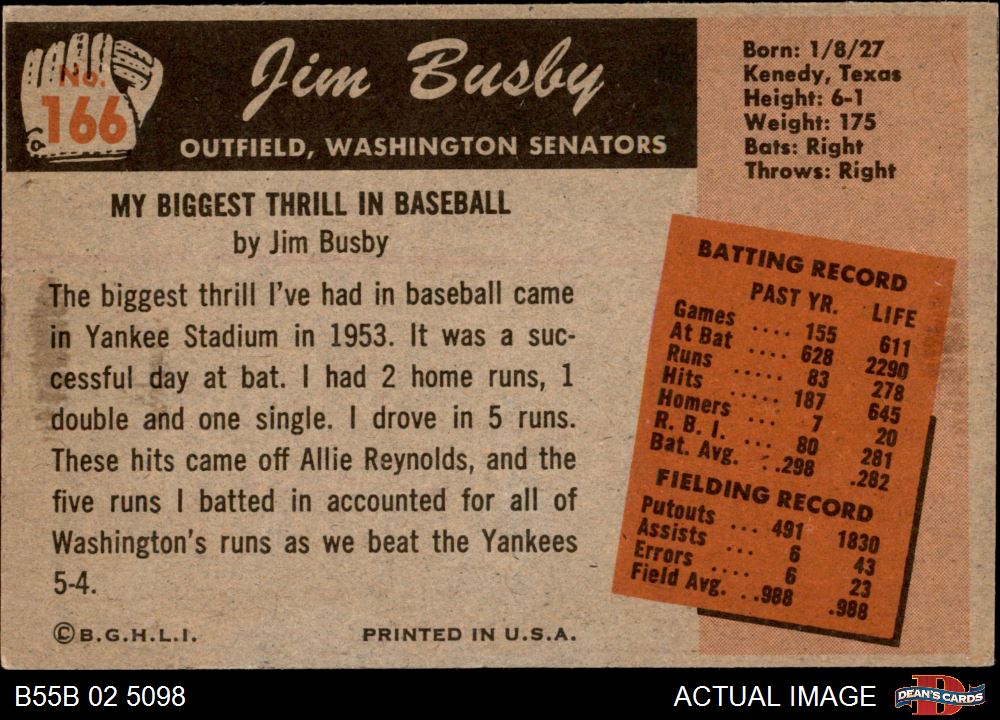 No.
166
Jim Busby
OUTFIELD, WASHINGTON SENATORS
Born: 1/8/27
Kenedy, Texas
Height: 6-1
Weight: 175
Bats: Right
Throws: Right
MY BIGGEST THRILL IN BASEBALL
by Jim Busby
The biggest thrill I've had in baseball came
in Yankee Stadium in 1953. It was a suc-
cessful day at bat. I had 2 home runs, 1
double and one single. I drove in 5 runs.
These hits came off Allie Reynolds, and the
five runs I batted in accounted for all of
Washington's runs as we beat the Yankees
5-4.
BATTING RECORD
PAST YR. LIFE
Games .... 155 611
At Bat .... 628 2290
Runs ..... 83 278
Hits ..... 187 645
Homers .... 7 20
R. B. I. ... 80 281
Bat. Avg. ..298 .282
FIELDING RECORD
Putouts ... 491 1830
Assists ... 6 43
Errors .... 6 23
Field Avg. ..988 .988
©B.G.H.L.I. PRINTED IN U.S.A.
B55B 02 5098 ACTUAL IMAGE DEAN'S CARDS